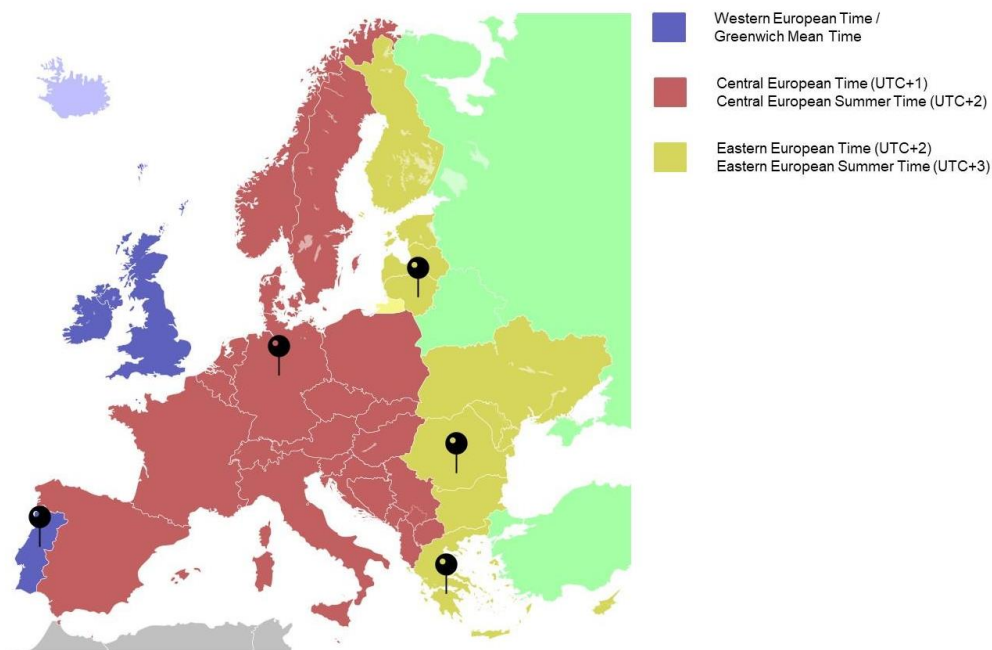 Western European Time /
Greenwich Mean Time
Central European Time (UTC+1)
Central European Summer Time (UTC+2)
Eastern European Time (UTC+2)
Eastern European Summer Time (UTC+3)